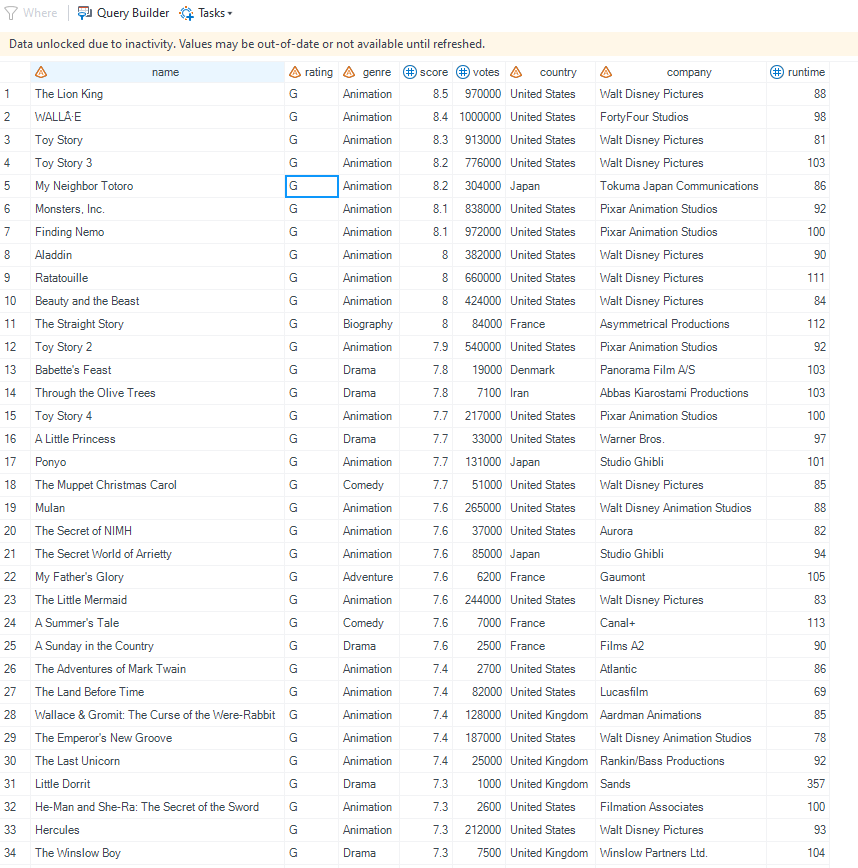 Where Query Builder Tasks
Data unlocked due to inactivity. Values may be out-of-date or not available until refreshed.
name rating genre score votes country company runtime
1 The Lion King G Animation 8.5 970000 United States Walt Disney Pictures 88
2 WALLÂ·E G Animation 8.4 1000000 United States FortyFour Studios 98
3 Toy Story G Animation 8.3 913000 United States Walt Disney Pictures 81
4 Toy Story 3 G Animation 8.2 776000 United States Walt Disney Pictures 103
5 My Neighbor Totoro G Animation 8.2 304000 Japan Tokuma Japan Communications 86
6 Monsters, Inc. G Animation 8.1 838000 United States Pixar Animation Studios 92
7 Finding Nemo G Animation 8.1 972000 United States Pixar Animation Studios 100
8 Aladdin G Animation 8 382000 United States Walt Disney Pictures 90
9 Ratatouille G Animation 8 660000 United States Walt Disney Pictures 111
10 Beauty and the Beast G Animation 8 424000 United States Walt Disney Pictures 84
11 The Straight Story G Biography 8 84000 France Asymmetrical Productions 112
12 Toy Story 2 G Animation 7.9 540000 United States Pixar Animation Studios 92
13 Babette's Feast G Drama 7.8 19000 Denmark Panorama Film A/S 103
14 Through the Olive Trees G Drama 7.8 7100 Iran Abbas Kiarostami Productions 103
15 Toy Story 4 G Animation 7.7 217000 United States Pixar Animation Studios 100
16 A Little Princess G Drama 7.7 33000 United States Warner Bros. 97
17 Ponyo G Animation 7.7 131000 Japan Studio Ghibli 101
18 The Muppet Christmas Carol G Comedy 7.7 51000 United States Walt Disney Pictures 85
19 Mulan G Animation 7.6 265000 United States Walt Disney Animation Studios 88
20 The Secret of NIMH G Animation 7.6 37000 United States Aurora 82
21 The Secret World of Arrietty G Animation 7.6 85000 Japan Studio Ghibli 94
22 My Father's Glory G Adventure 7.6 6200 France Gaumont 105
23 The Little Mermaid G Animation 7.6 244000 United States Walt Disney Pictures 83
24 A Summer's Tale G Comedy 7.6 7000 France Canal+ 113
25 A Sunday in the Country G Drama 7.6 2500 France Films A2 90
26 The Adventures of Mark Twain G Animation 7.4 2700 United States Atlantic 86
27 The Land Before Time G Animation 7.4 82000 United States Lucasfilm 69
28 Wallace & Gromit: The Curse of the Were-Rabbit G Animation 7.4 128000 United Kingdom Aardman Animations 85
29 The Emperor's New Groove G Animation 7.4 187000 United States Walt Disney Animation Studios 78
30 The Last Unicorn G Animation 7.4 25000 United Kingdom Rankin/Bass Productions 92
31 Little Dorrit G Drama 7.3 1000 United Kingdom Sands 357
32 He-Man and She-Ra: The Secret of the Sword G Animation 7.3 2600 United States Filmation Associates 100
33 Hercules G Animation 7.3 212000 United States Walt Disney Pictures 93
34 The Winslow Boy G Drama 7.3 7500 United Kingdom Winslow Partners Ltd. 104